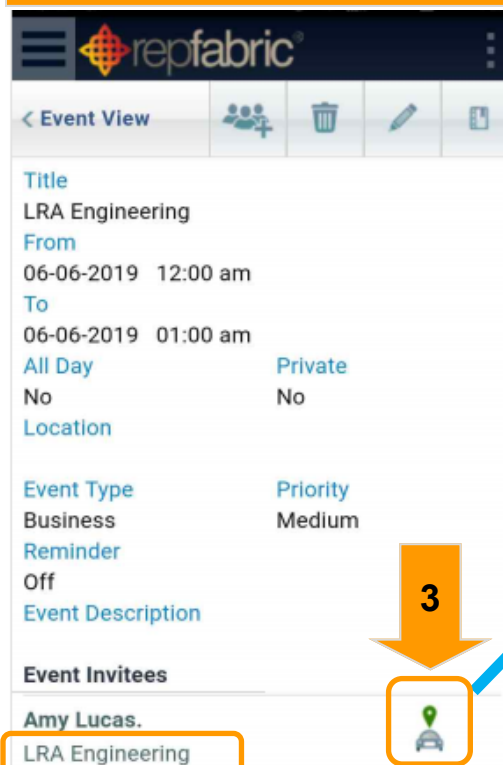 repfabric
< Event View
Title
LRA Engineering
From
06-06-2019 12:00 am
To
06-06-2019 01:00 am
All Day Private
No No
Location
Event Type Priority
Business Medium
Reminder
Off
3
Event Description
Event Invitees
Amy Lucas.
LRA Engineering